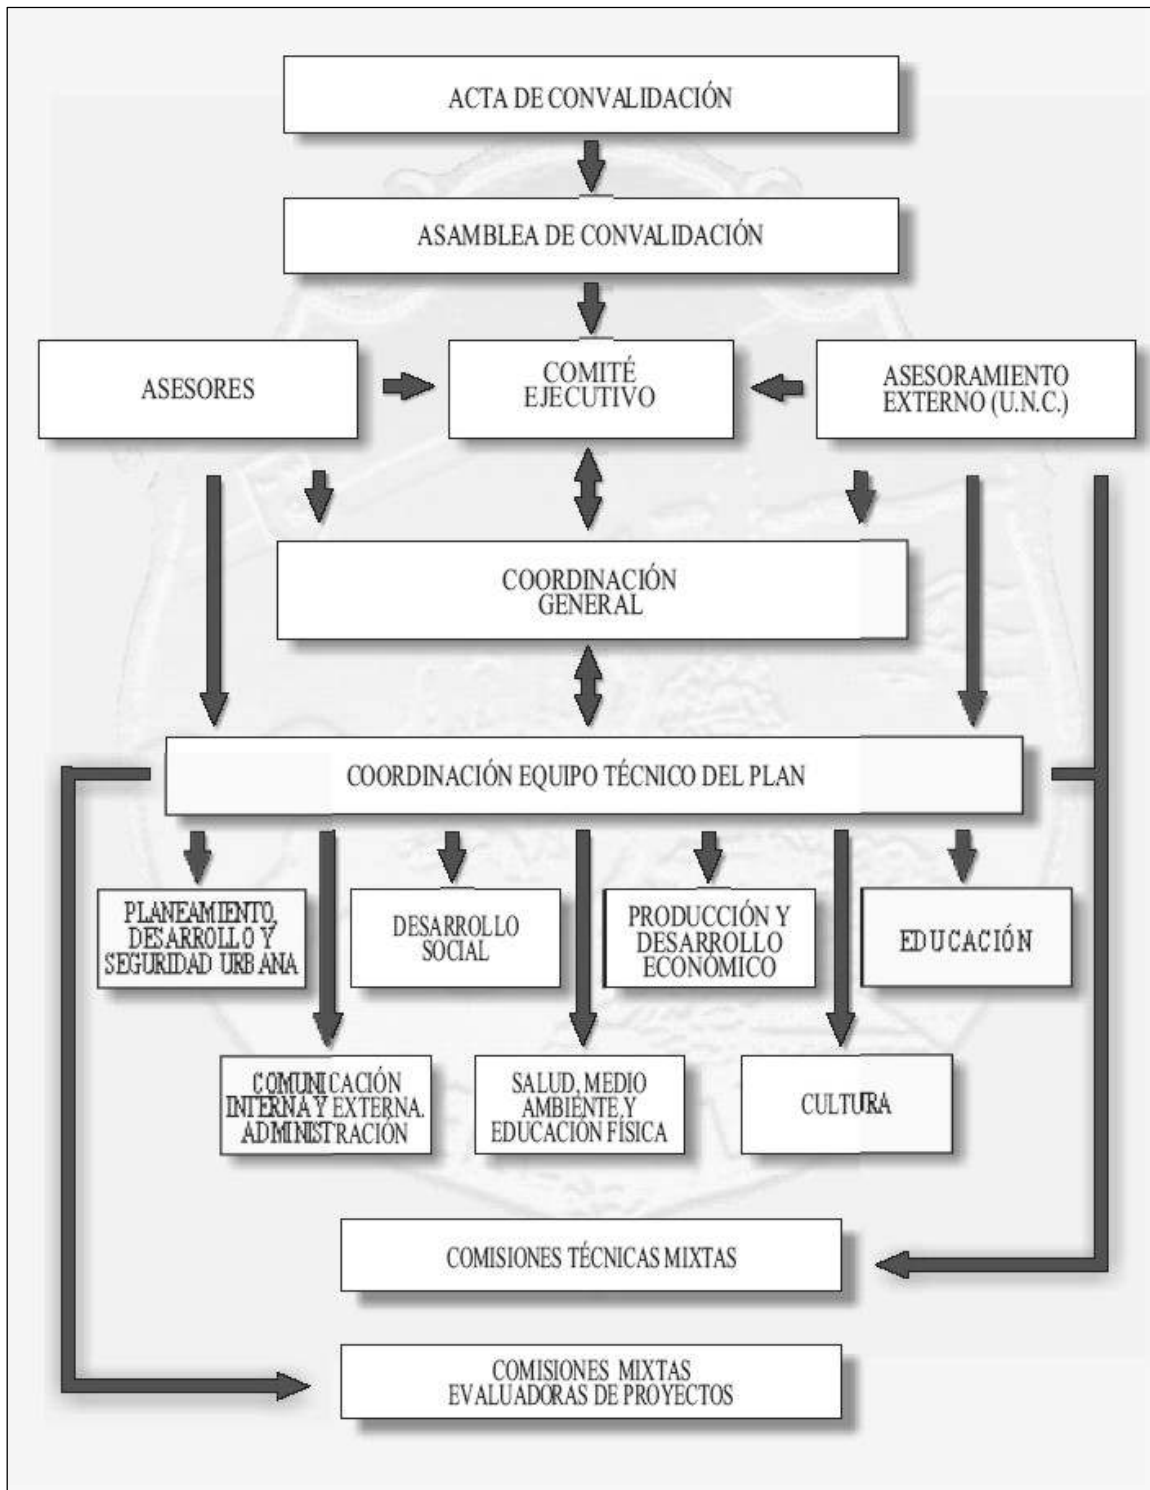 ACTA DE CONVALIDACIÓN
ASAMBLEA DE CONVALIDACIÓN
ASESORES
COMITÉ
EJECUTIVO
ASESORAMIENTO
EXTERNO (U.N.C.)
COORDINACIÓN
GENERAL
COORDINACIÓN EQUIPO TÉCNICO DEL PLAN
PLANEAMIENTO,
DESARROLLO Y
SEGURIDAD URBANA
DESARROLLO
SOCIAL
PRODUCCIÓN Y
DESARROLLO
ECONÓMICO
EDUCACIÓN
COMUNICACIÓN
INTERNA Y EXTERNA.
ADMINISTRACIÓN
SALUD, MEDIO
AMBIENTE Y
EDUCACIÓN FÍSICA
CULTURA
COMISIONES TÉCNICAS MIXTAS
COMISIONES MIXTAS
EVALUADORAS DE PROYECTOS